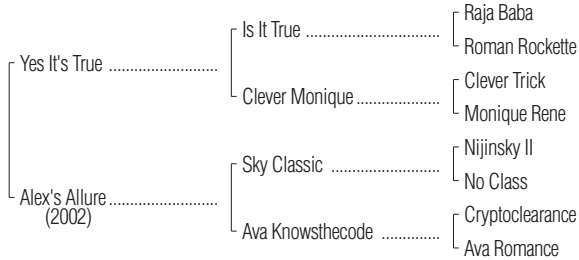 Raja Baba
Is It True ........................................
Roman Rockette
Yes It's True ................................
Clever Trick
Clever Monique .........................
Monique Rene
Nijinsky II
Sky Classic ................................
No Class
Alex's Allure ................................
(2002)
Cryptoclearance
Ava Knowsthecode .................
Ava Romance